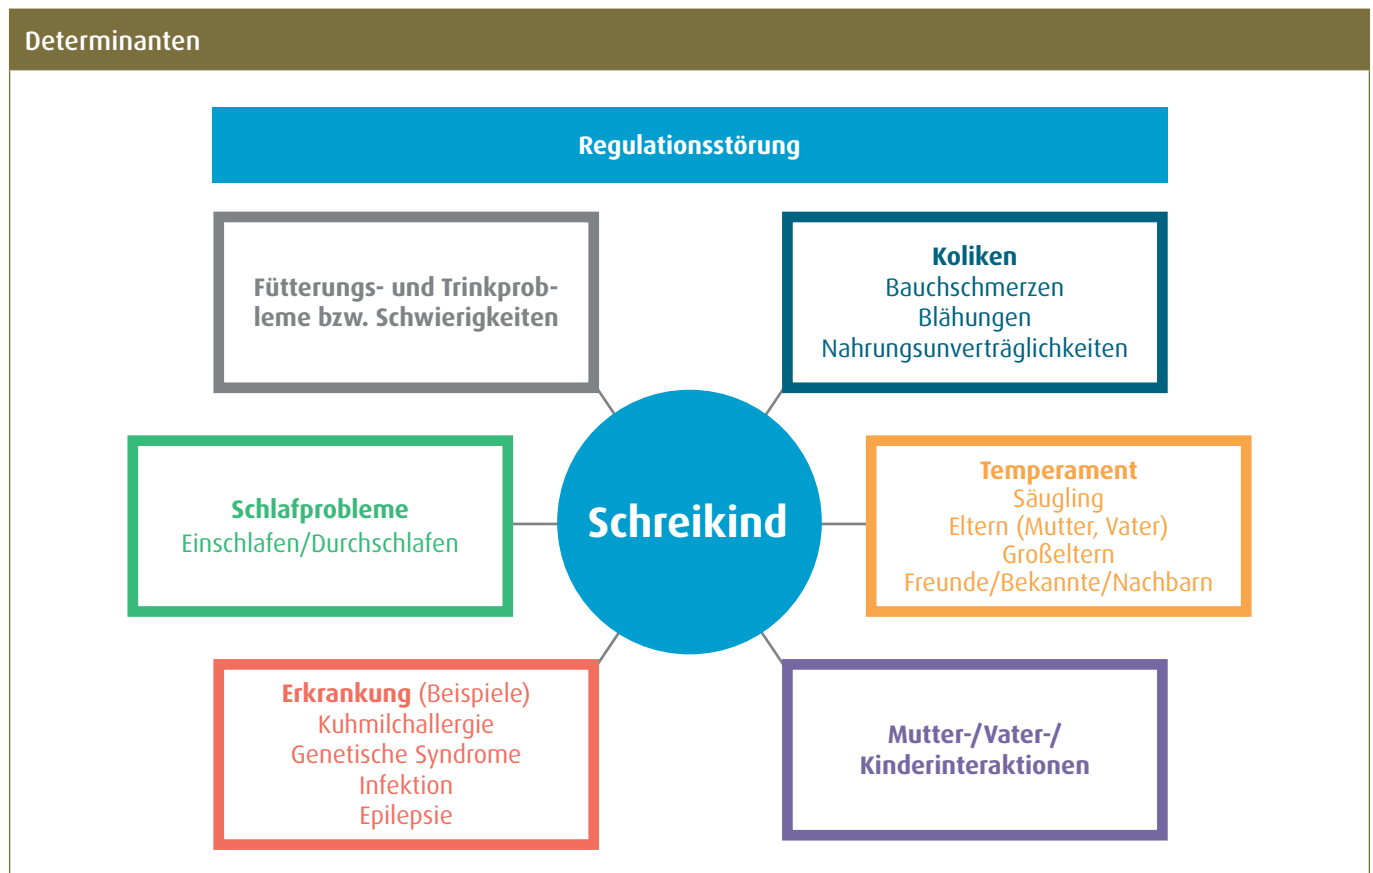 Determinanten
Regulationsstörung
Fütterungs- und Trinkprob-
leme bzw. Schwierigkeiten
Koliken
Bauchschmerzen
Blähungen
Nahrungsunverträglichkeiten
Schlafprobleme
Einschlafen/Durchschlafen
Schreikind
Temperament
Säugling
Eltern (Mutter, Vater)
Großeltern
Freunde/Bekannte/Nachbarn
Erkrankung (Beispiele)
Kuhmilchallergie
Genetische Syndrome
Infektion
Epilepsie
Mutter-/Vater-/
Kinderinteraktionen